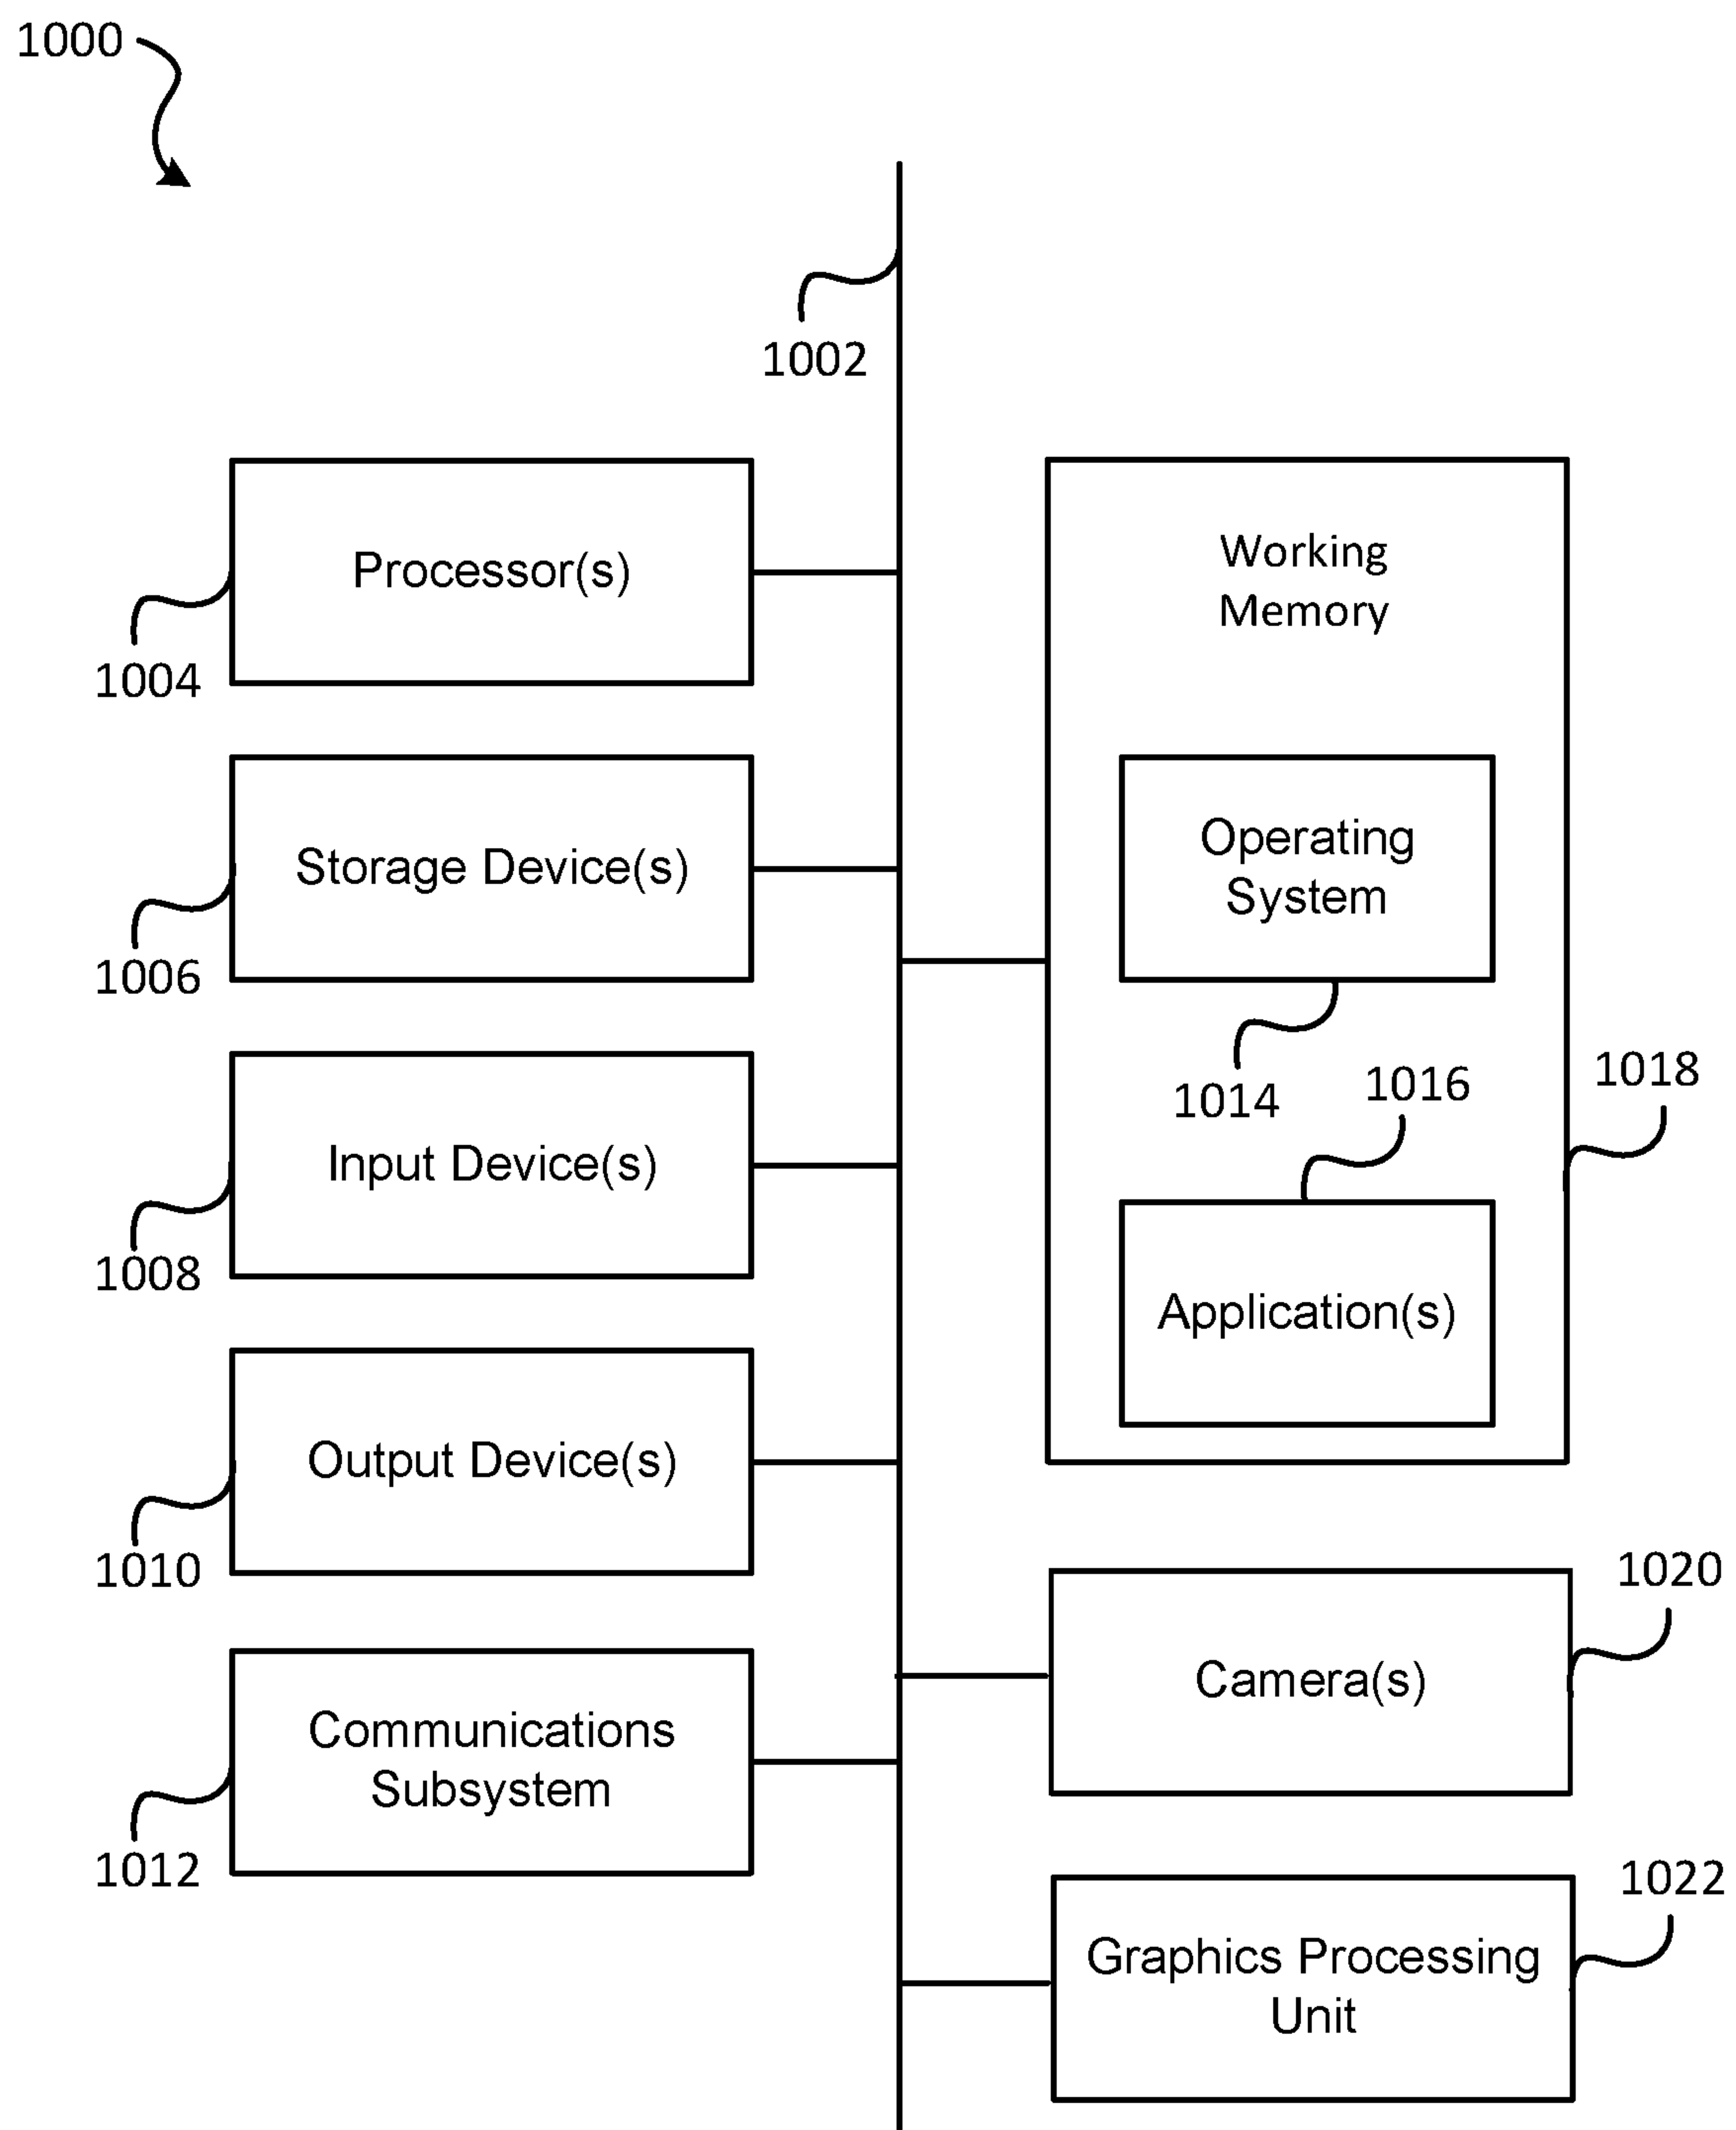 1000
1002
Processor(s)
1004
Storage Device(s)
1006
Input Device(s)
1008
Output Device(s)
1010
Communications
Subsystem
1012
Working
Memory
Operating
System
1014
1016
1018
Application(s)
1020
Camera(s)
1022
Graphics Processing
Unit